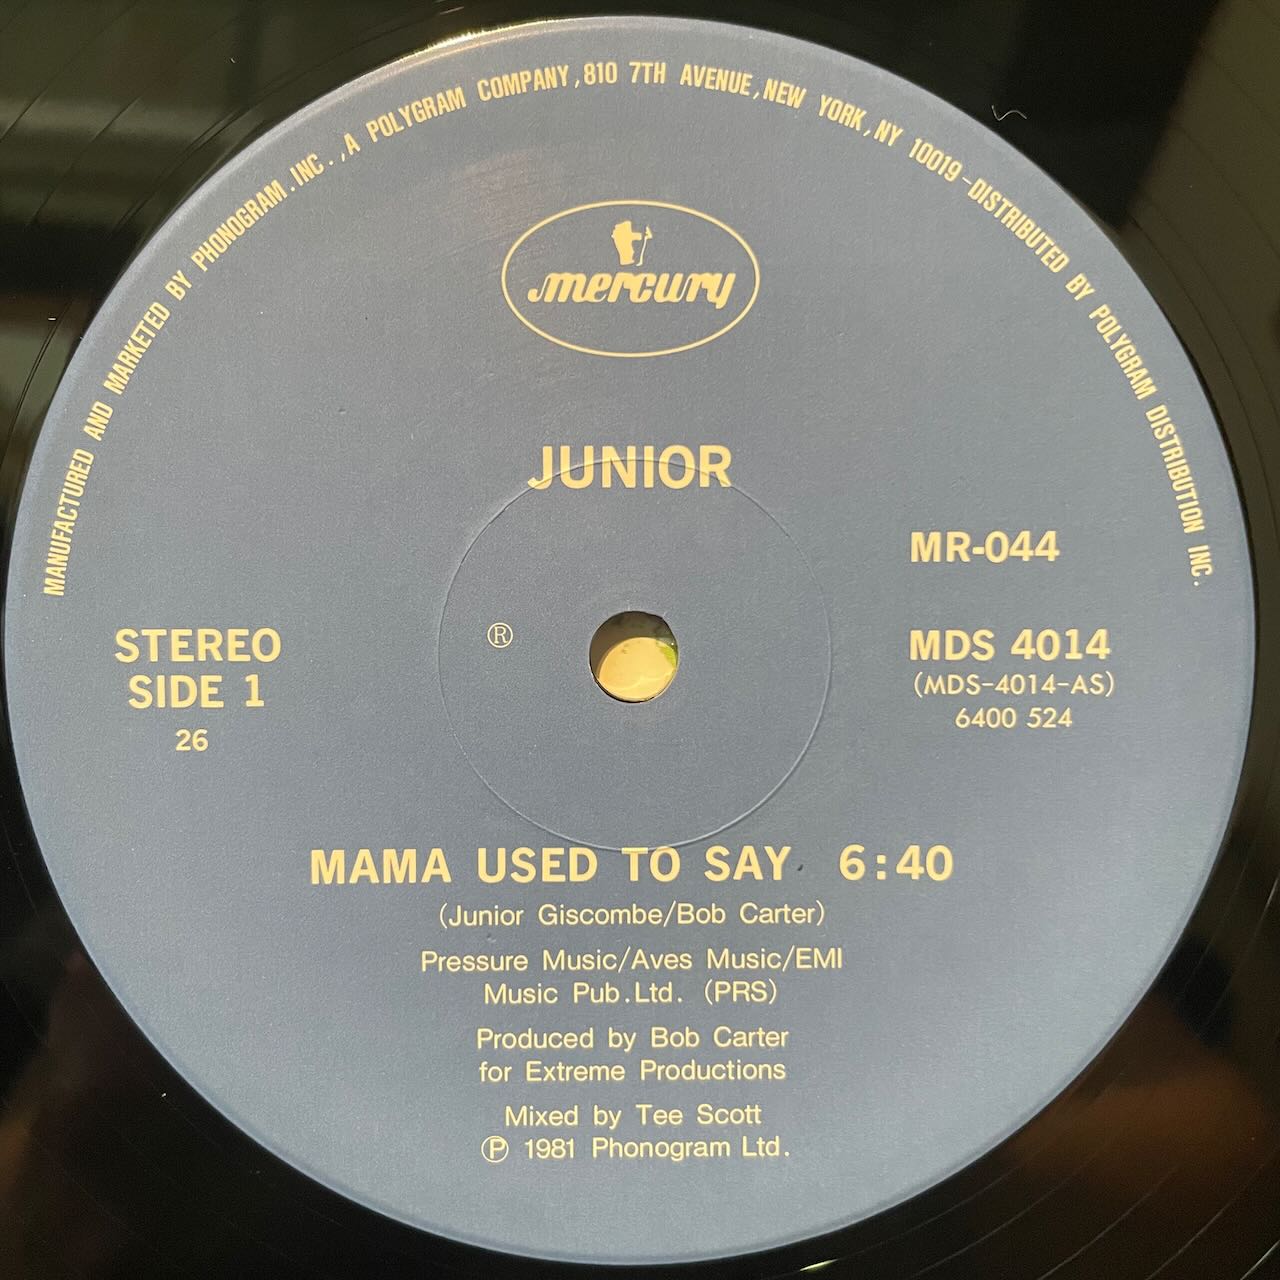 MANUFACTURED AND MARKETED BY PHONOGRAM.INC.,A POLYGRAM COMPANY,810 7TH AVENUE,NEW YORK,NY 10019-DISTRIBUTED BY POLYGRAM DISTRIBUTION INC.
mercury
JUNIOR
MR-044
STEREO
SIDE 1
26
®
MDS 4014
(MDS-4014-AS)
6400 524
MAMA USED TO SAY 6:40
(Junior Giscombe/Bob Carter)
Pressure Music/Aves Music/EMI
Music Pub.Ltd. (PRS)
Produced by Bob Carter
for Extreme Productions
Mixed by Tee Scott
℗ 1981 Phonogram Ltd.